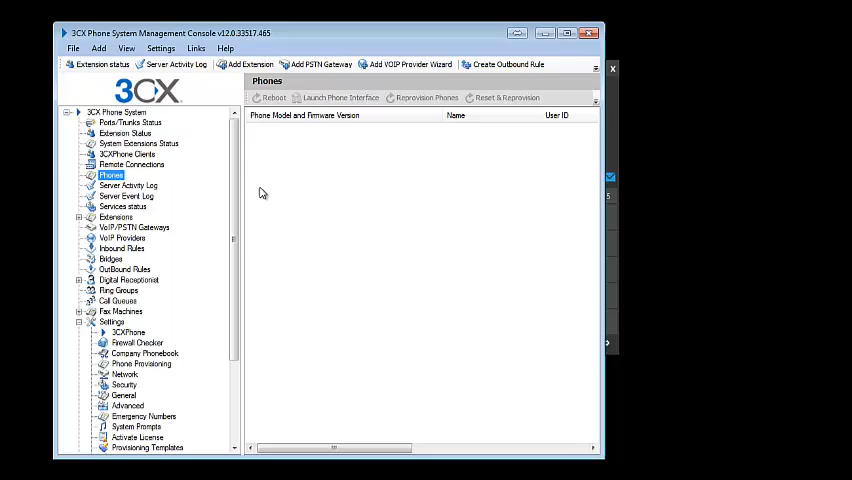 3CX Phone System Management Console v12.0.33517.465
File Add View Settings Links Help
Extension status Server Activity Log Add Extension Add PSTN Gateway Add VOIP Provider Wizard Create Outbound Rule
3CX
Phones
Reboot Launch Phone Interface Reprovision Phones Reset & Reprovision
Phone Model and Firmware Version Name User ID
3CX Phone System
Ports/Trunks Status
Extension Status
System Extensions Status
3CXPhone Clients
Remote Connections
Phones
Server Activity Log
Server Event Log
Services status
Extensions
VoIP/PSTN Gateways
VoIP Providers
Inbound Rules
Bridges
OutBound Rules
Digital Receptionist
Ring Groups
Call Queues
Fax Machines
Settings
3CXPhone
Firewall Checker
Company Phonebook
Phone Provisioning
Network
Security
General
Advanced
Emergency Numbers
System Prompts
Activate License
Provisioning Templates
X
5